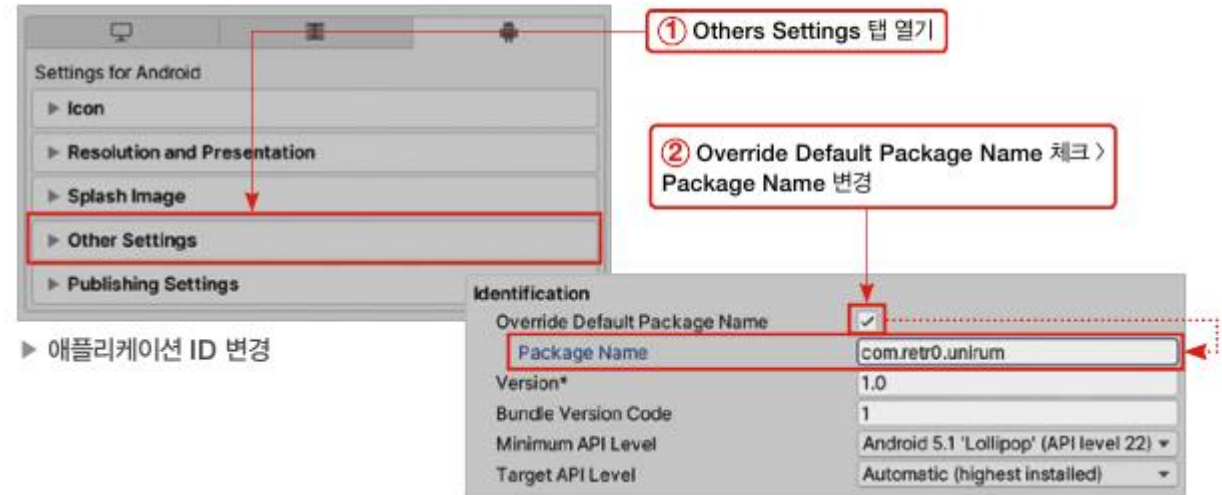 ① Others Settings 탭 열기
Settings for Android
Icon
Resolution and Presentation
Splash Image
Other Settings
Publishing Settings
② Override Default Package Name 체크 〉
Package Name 변경
Identification
Override Default Package Name
Package Name com.retr0.unirum
Version* 1.0
Bundle Version Code 1
Minimum API Level Android 5.1 'Lollipop' (API level 22)
Target API Level Automatic (highest installed)
▶ 애플리케이션 ID 변경